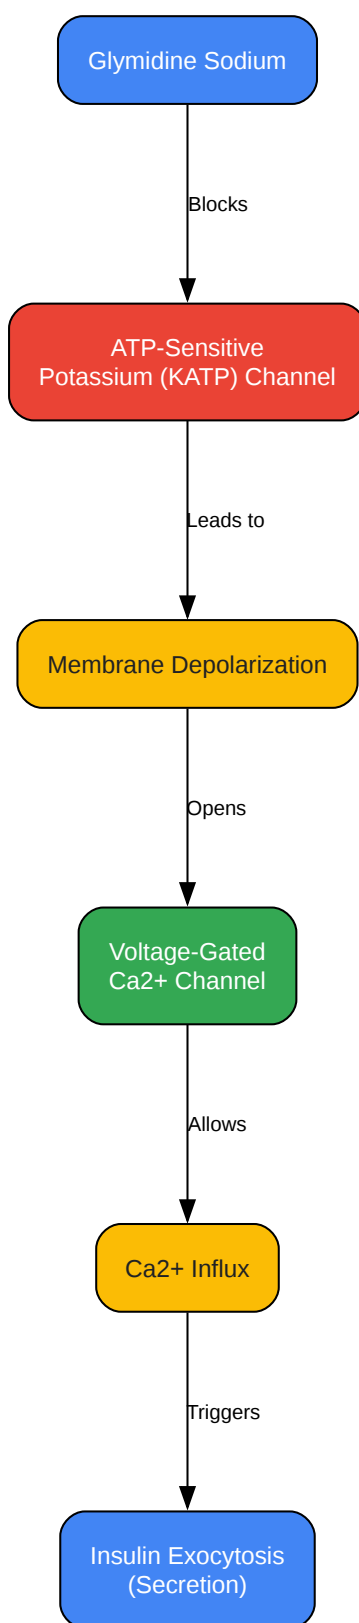 Glymidine Sodium
Blocks
ATP-Sensitive
Potassium (KATP) Channel
Leads to
Membrane Depolarization
Opens
Voltage-Gated
Ca2+ Channel
Allows
Ca2+ Influx
Triggers
Insulin Exocytosis
(Secretion)